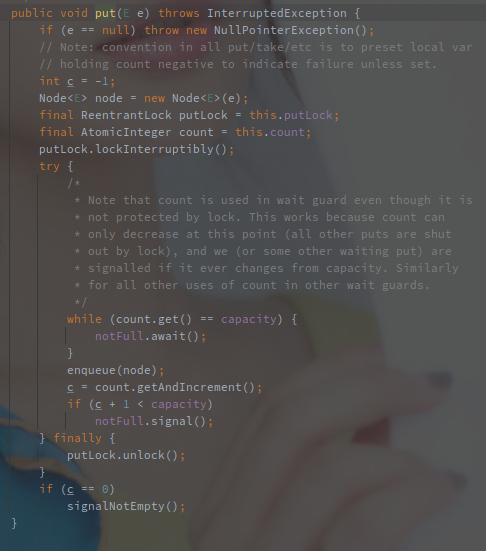 public void put(E e) throws InterruptedException {
    if (e == null) throw new NullPointerException();
    // Note: convention in all put/take/etc is to preset local var
    // holding count negative to indicate failure unless set.
    int c = -1;
    Node<E> node = new Node<E>(e);
    final ReentrantLock putLock = this.putLock;
    final AtomicInteger count = this.count;
    putLock.lockInterruptibly();
    try {
        /*
         * Note that count is used in wait guard even though it is
         * not protected by lock. This works because count can
         * only decrease at this point (all other puts are shut
         * out by lock), and we (or some other waiting put) are
         * signalled if it ever changes from capacity. Similarly
         * for all other uses of count in other wait guards.
         */
        while (count.get() == capacity) {
            notFull.await();
        }
        enqueue(node);
        c = count.getAndIncrement();
        if (c + 1 < capacity)
            notFull.signal();
    } finally {
        putLock.unlock();
    }
    if (c == 0)
        signalNotEmpty();
}